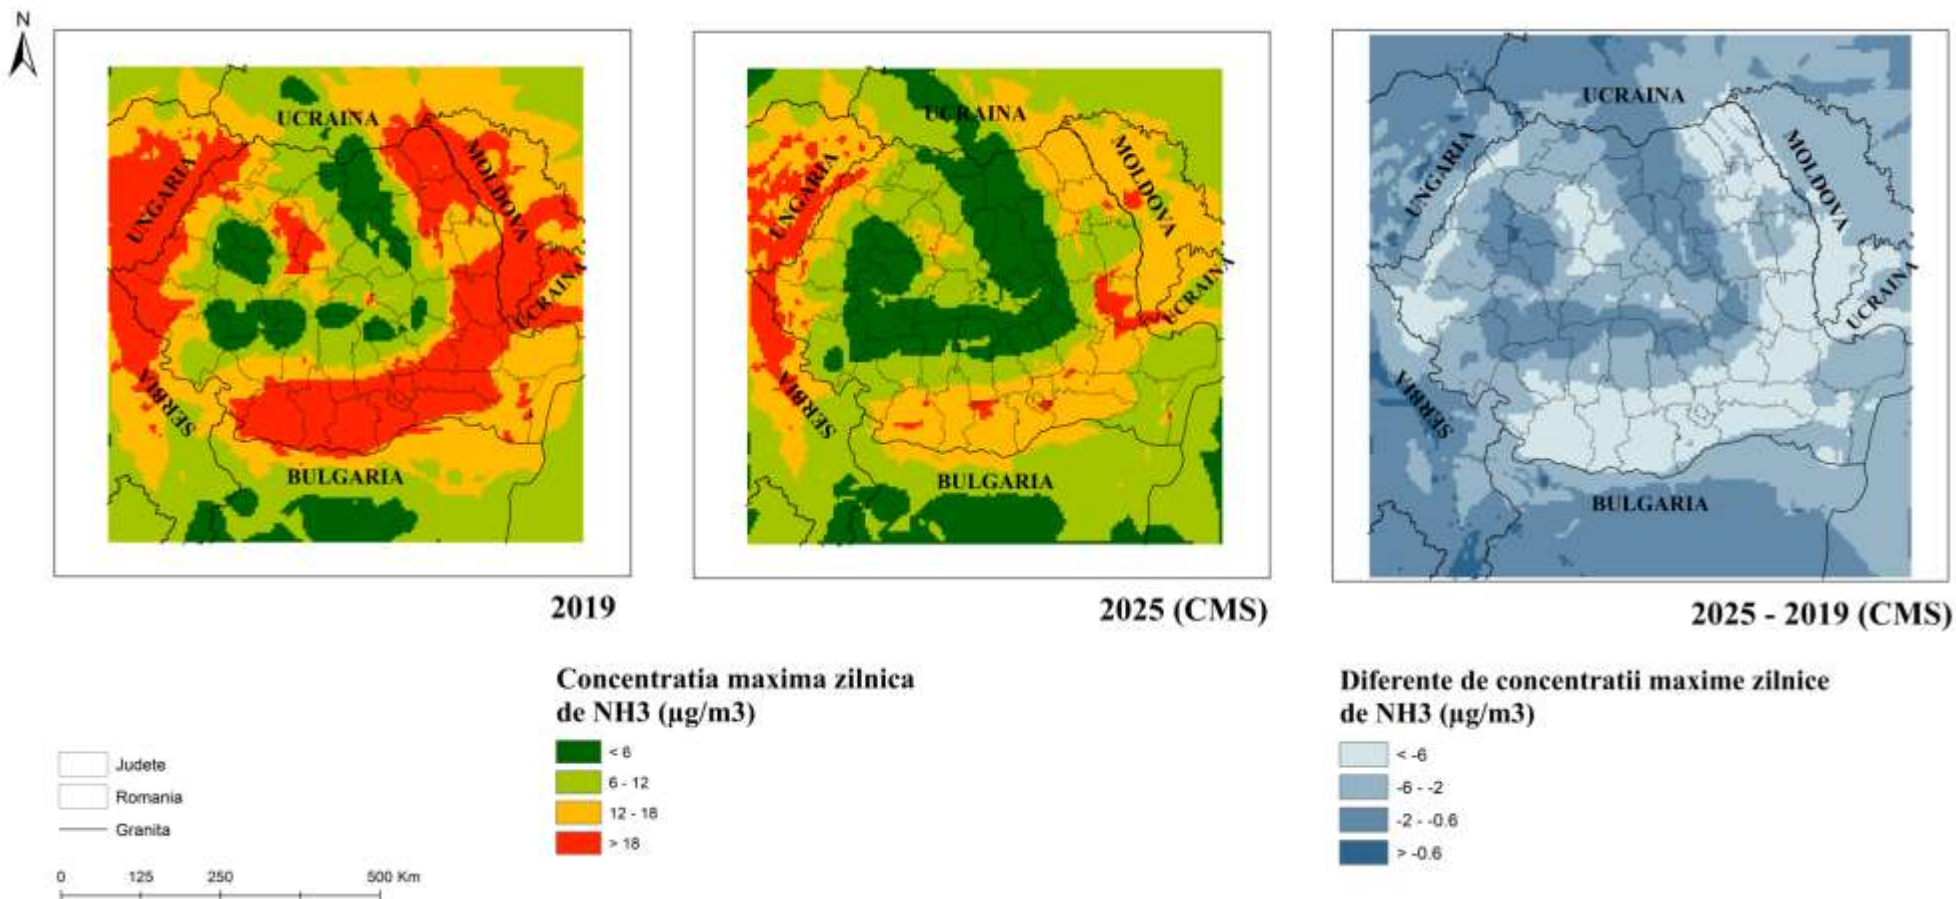 N
UCRAINA
UNGARIA
MOLDOVA
UCRAINA
SERBIA
BULGARIA
2019
UCRAINA
UNGARIA
MOLDOVA
UCRAINA
SERBIA
BULGARIA
2025 (CMS)
UCRAINA
UNGARIA
MOLDOVA
UCRAINA
SERBIA
BULGARIA
2025 - 2019 (CMS)
Concentratia maxima zilnica
de NH3 (µg/m3)
< 6
6 - 12
12 - 18
> 18
Diferente de concentratii maxime zilnice
de NH3 (µg/m3)
< -6
-6 - -2
-2 - -0.6
> -0.6
Judete
Romania
Granita
0 125 250 500 Km